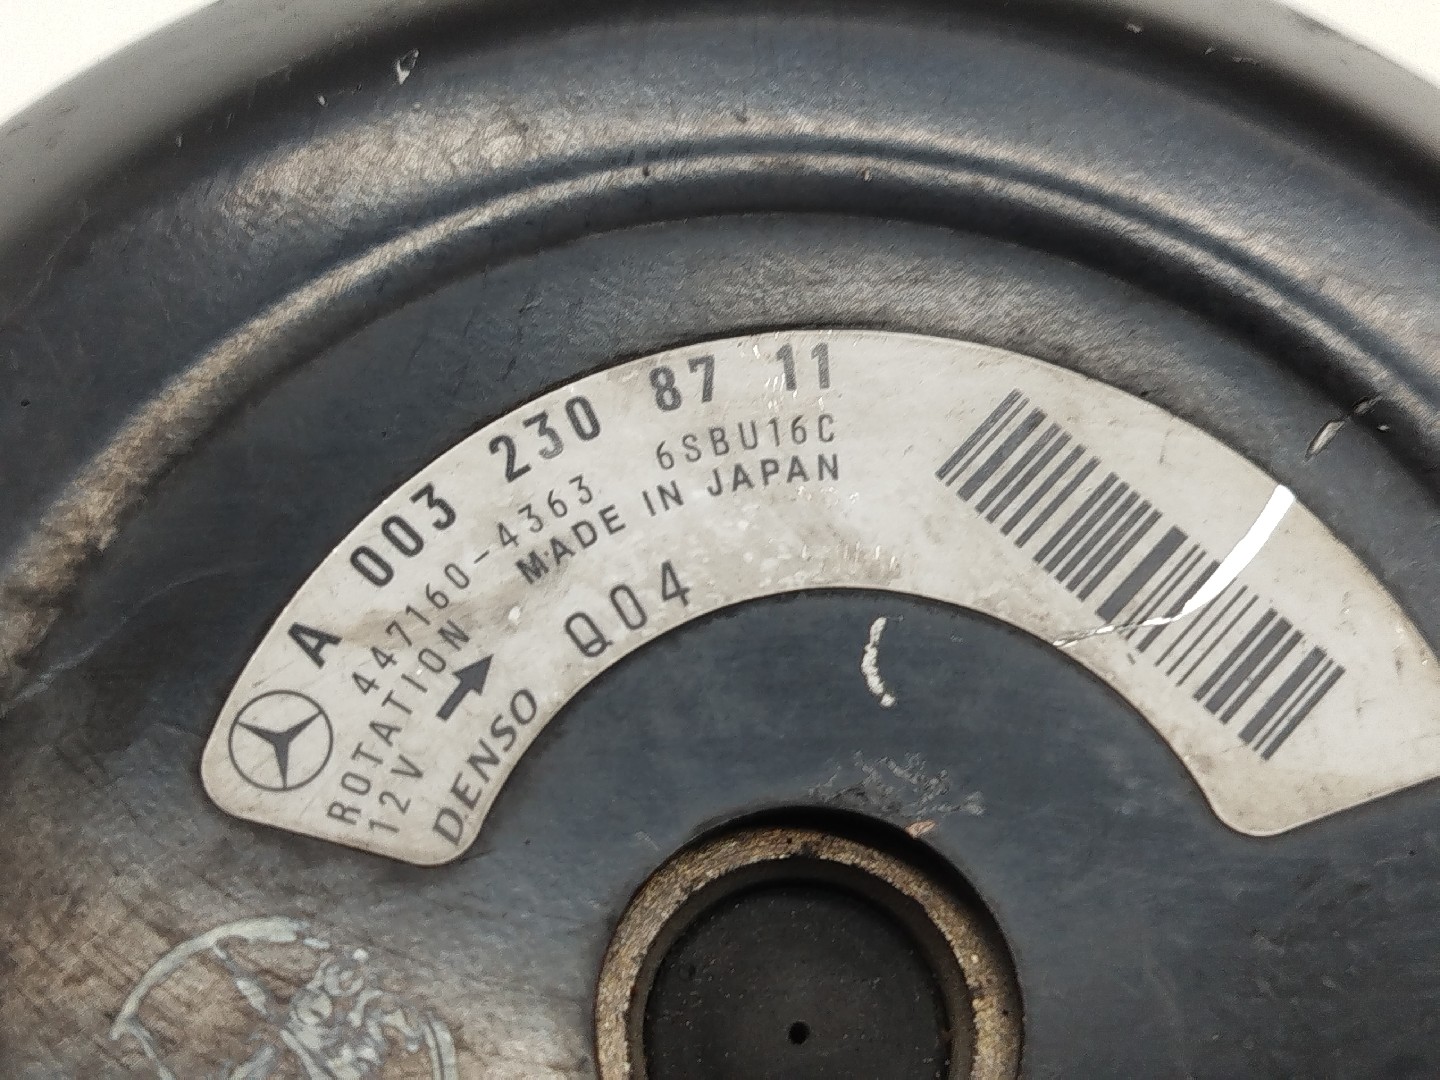 A 003 230 87 11
447160-4363 6SBU16C
ROTATION MADE IN JAPAN
12V
DENSO Q04